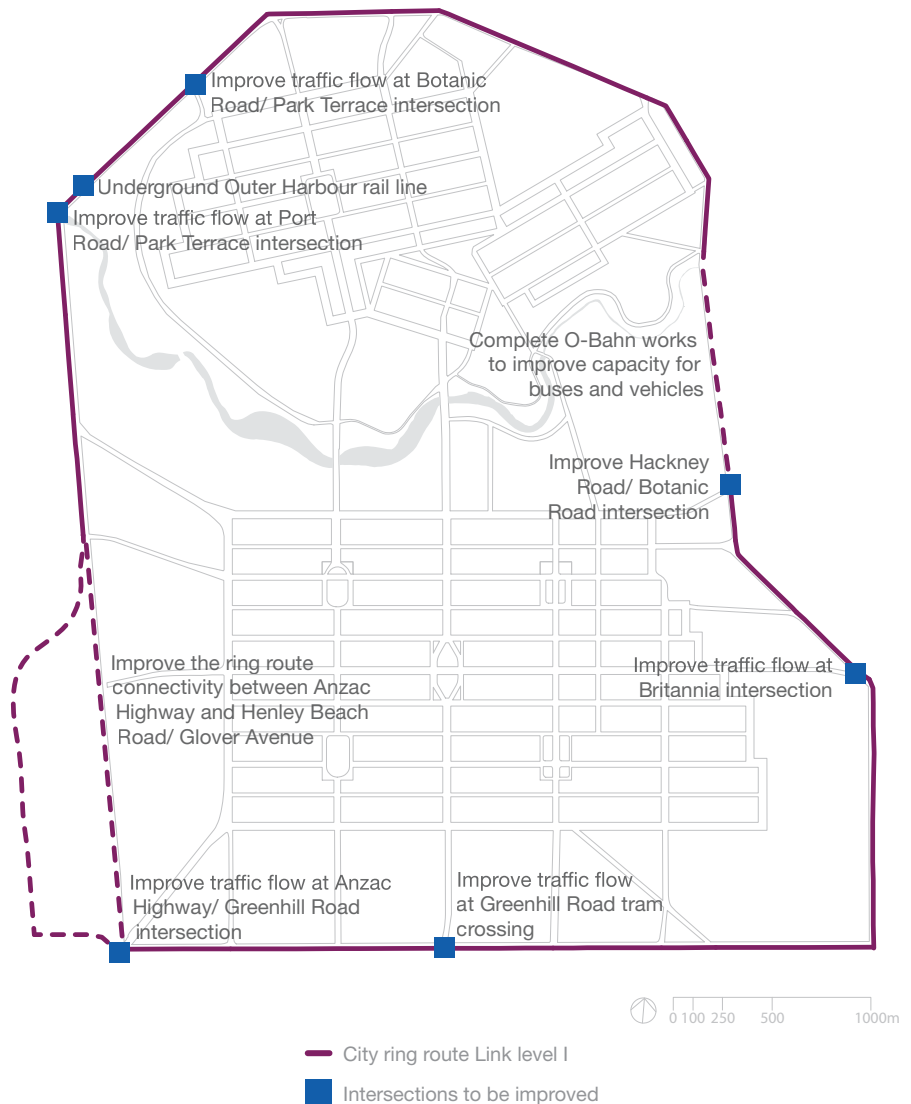 Improve traffic flow at Botanic
Road/ Park Terrace intersection
Underground Outer Harbour rail line
Improve traffic flow at Port
Road/ Park Terrace intersection
Complete O-Bahn works
to improve capacity for
buses and vehicles
Improve Hackney
Road/ Botanic
Road intersection
Improve the ring route
connectivity between Anzac
Highway and Henley Beach
Road/ Glover Avenue
Improve traffic flow at
Britannia intersection
Improve traffic flow at Anzac
Highway/ Greenhill Road
intersection
Improve traffic flow
at Greenhill Road tram
crossing
0 100 250 500 1000m
City ring route Link level I
Intersections to be improved